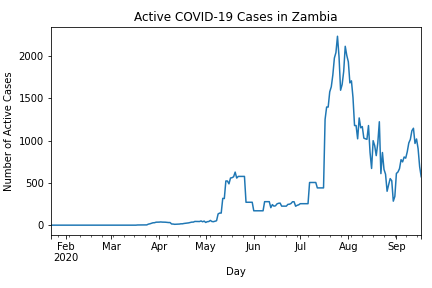 Active COVID-19 Cases in Zambia
Number of Active Cases
2000
1500
1000
500
0
Feb
2020
Mar
Apr
May
Jun
Jul
Aug
Sep
Day